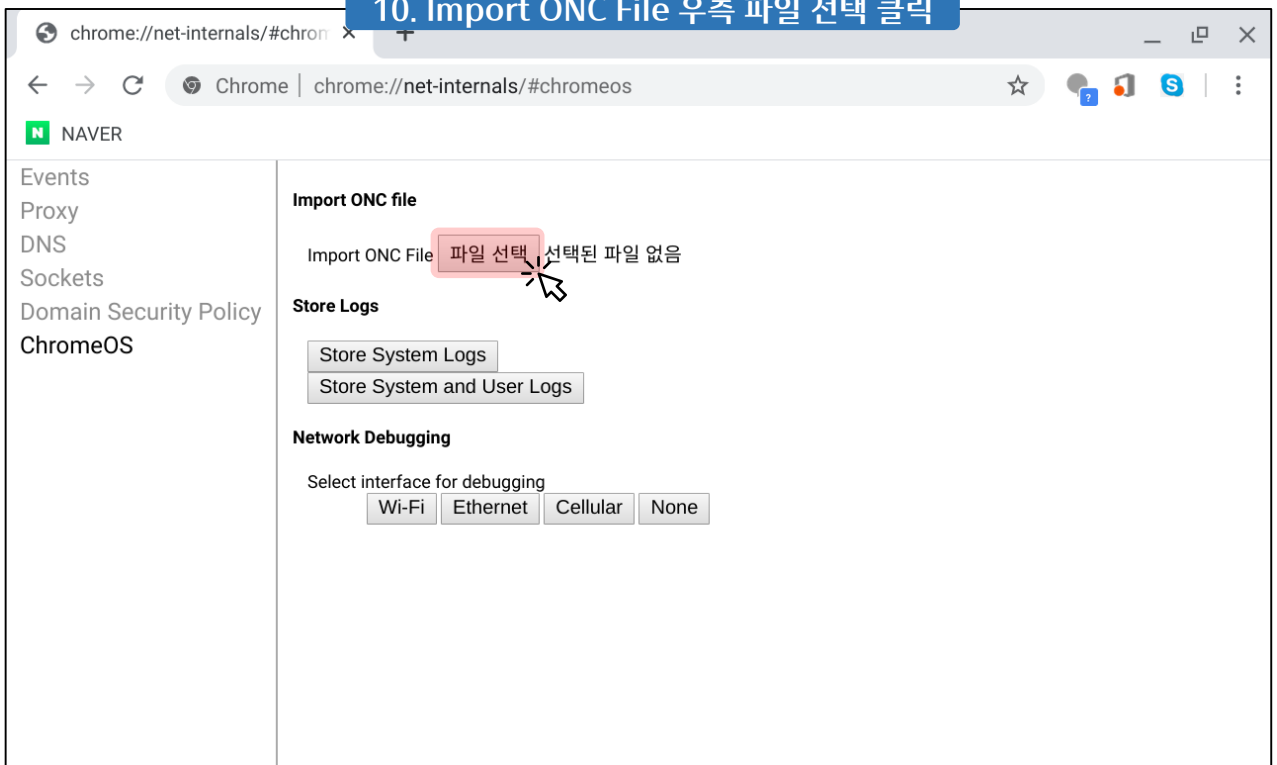 10. Import ONC File 우측 파일 선택 클릭
chrome://net-internals/#chrom
Chrome | chrome://net-internals/#chromeos
NAVER
Events
Proxy
DNS
Sockets
Domain Security Policy
ChromeOS
Import ONC file
Import ONC File 파일 선택 선택된 파일 없음
Store Logs
Store System Logs
Store System and User Logs
Network Debugging
Select interface for debugging
Wi-Fi Ethernet Cellular None